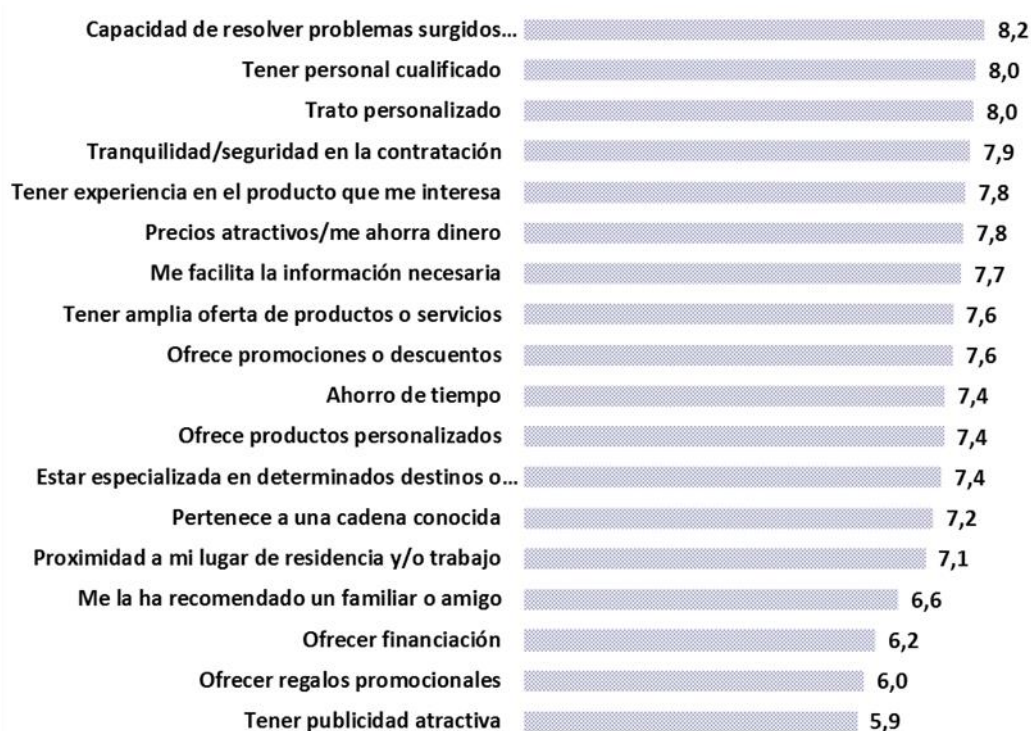 Capacidad de resolver problemas surgidos... 8,2
Tener personal cualificado 8,0
Trato personalizado 8,0
Tranquilidad/seguridad en la contratación 7,9
Tener experiencia en el producto que me interesa 7,8
Precios atractivos/me ahorra dinero 7,8
Me facilita la información necesaria 7,7
Tener amplia oferta de productos o servicios 7,6
Ofrece promociones o descuentos 7,6
Ahorro de tiempo 7,4
Ofrece productos personalizados 7,4
Estar especializada en determinados destinos o... 7,4
Pertenece a una cadena conocida 7,2
Proximidad a mi lugar de residencia y/o trabajo 7,1
Me la ha recomendado un familiar o amigo 6,6
Ofrecer financiación 6,2
Ofrecer regalos promocionales 6,0
Tener publicidad atractiva 5,9